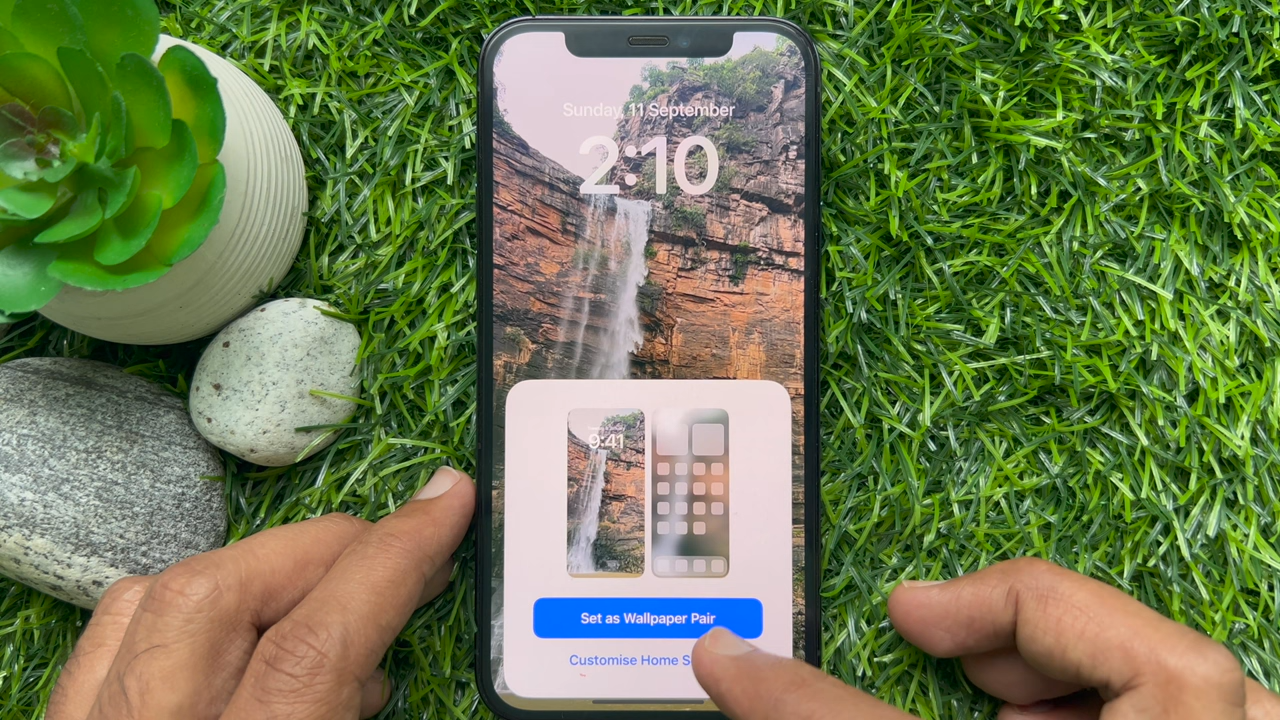 Sunday, 11 September
2:10
9:41
Set as Wallpaper Pair
Customise Home S